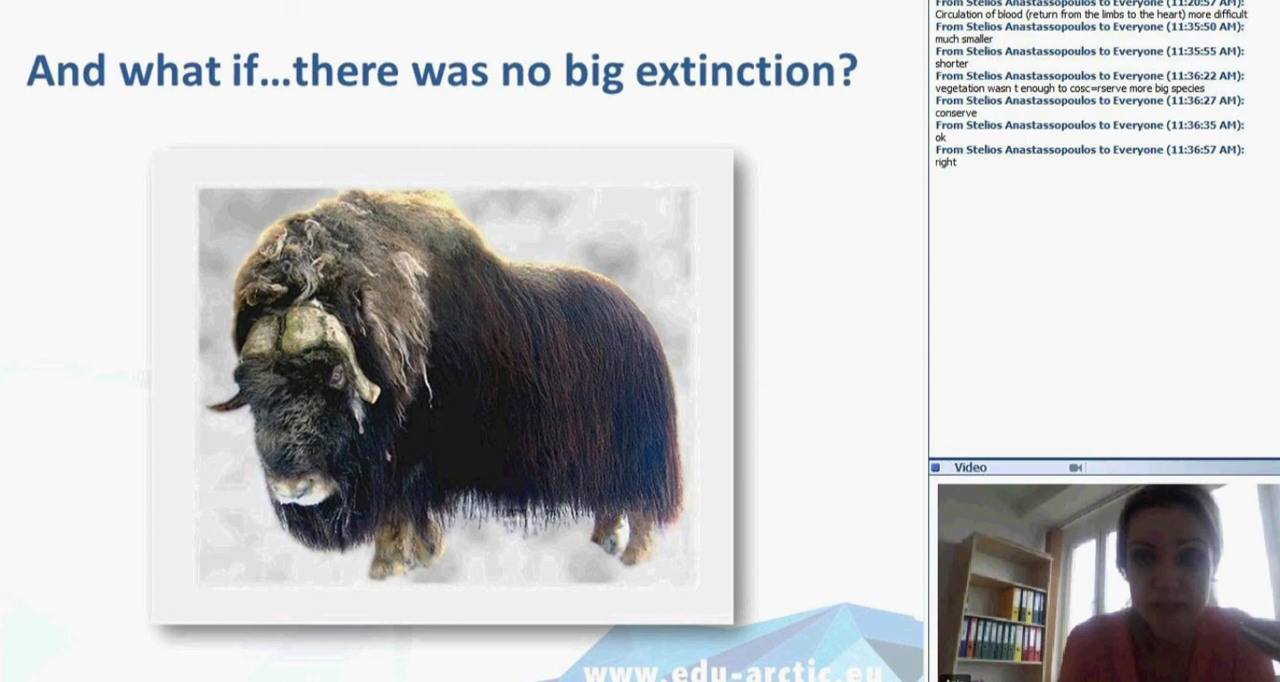 And what if...there was no big extinction?
www.edu-arctic.eu
From Stelios Anastassopoulos to Everyone (11:20:57 AM):
Circulation of blood (return from the limbs to the heart) more difficult
From Stelios Anastassopoulos to Everyone (11:35:50 AM):
much smaller
From Stelios Anastassopoulos to Everyone (11:35:55 AM):
shorter
From Stelios Anastassopoulos to Everyone (11:36:22 AM):
vegetation wasn t enough to cosc=rserve more big species
From Stelios Anastassopoulos to Everyone (11:36:27 AM):
conserve
From Stelios Anastassopoulos to Everyone (11:36:35 AM):
ok
From Stelios Anastassopoulos to Everyone (11:36:57 AM):
right
Video